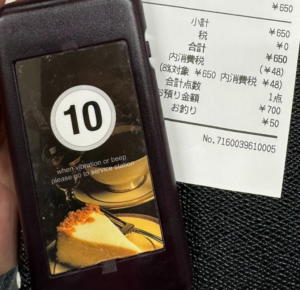 10
when vibration or beep
please go to service station
¥650
小計 ¥650
税 ¥0
合計 ¥650
内消費税 (¥48)
(8%対象 ¥650 内消費税 ¥48)
合計点数 1点
お預り金額 ¥700
お釣り ¥50
No.7160039610005